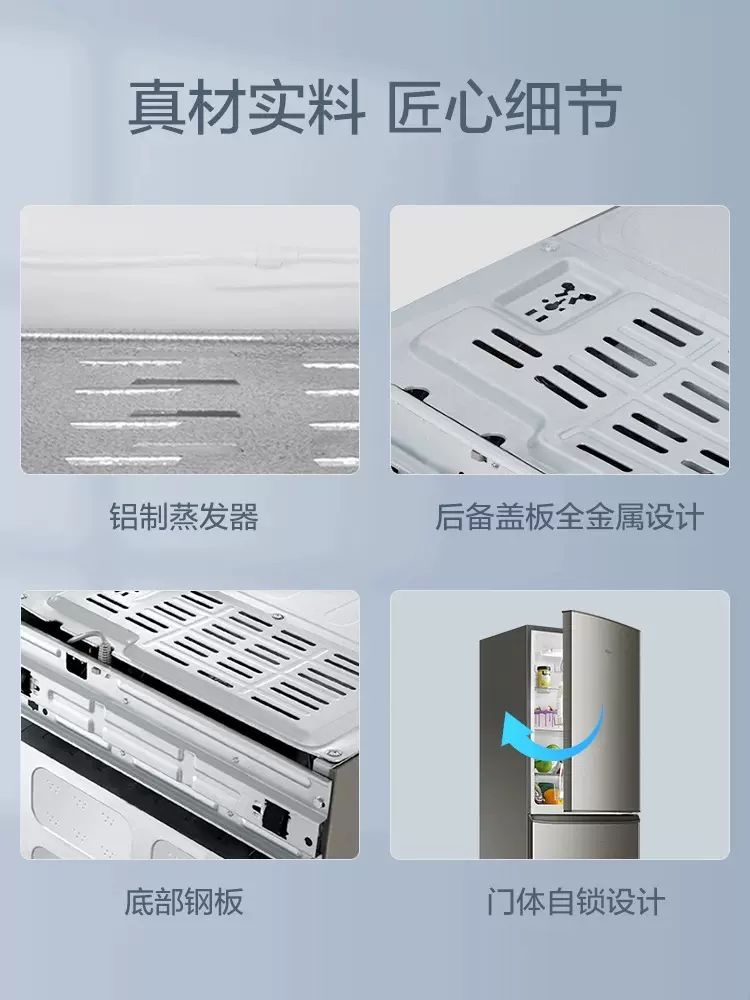 真材实料 匠心细节
铝制蒸发器
后备盖板全金属设计
底部钢板
门体自锁设计